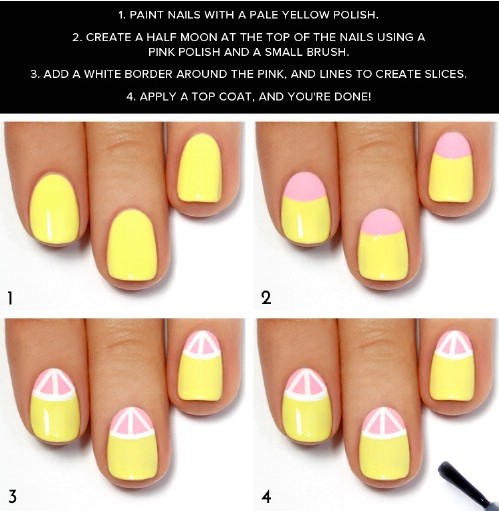 1. PAINT NAILS WITH A PALE YELLOW POLISH.
2. CREATE A HALF MOON AT THE TOP OF THE NAILS USING A
PINK POLISH AND A SMALL BRUSH.
3. ADD A WHITE BORDER AROUND THE PINK, AND LINES TO CREATE SLICES.
4. APPLY A TOP COAT, AND YOU'RE DONE!
1
2
3
4